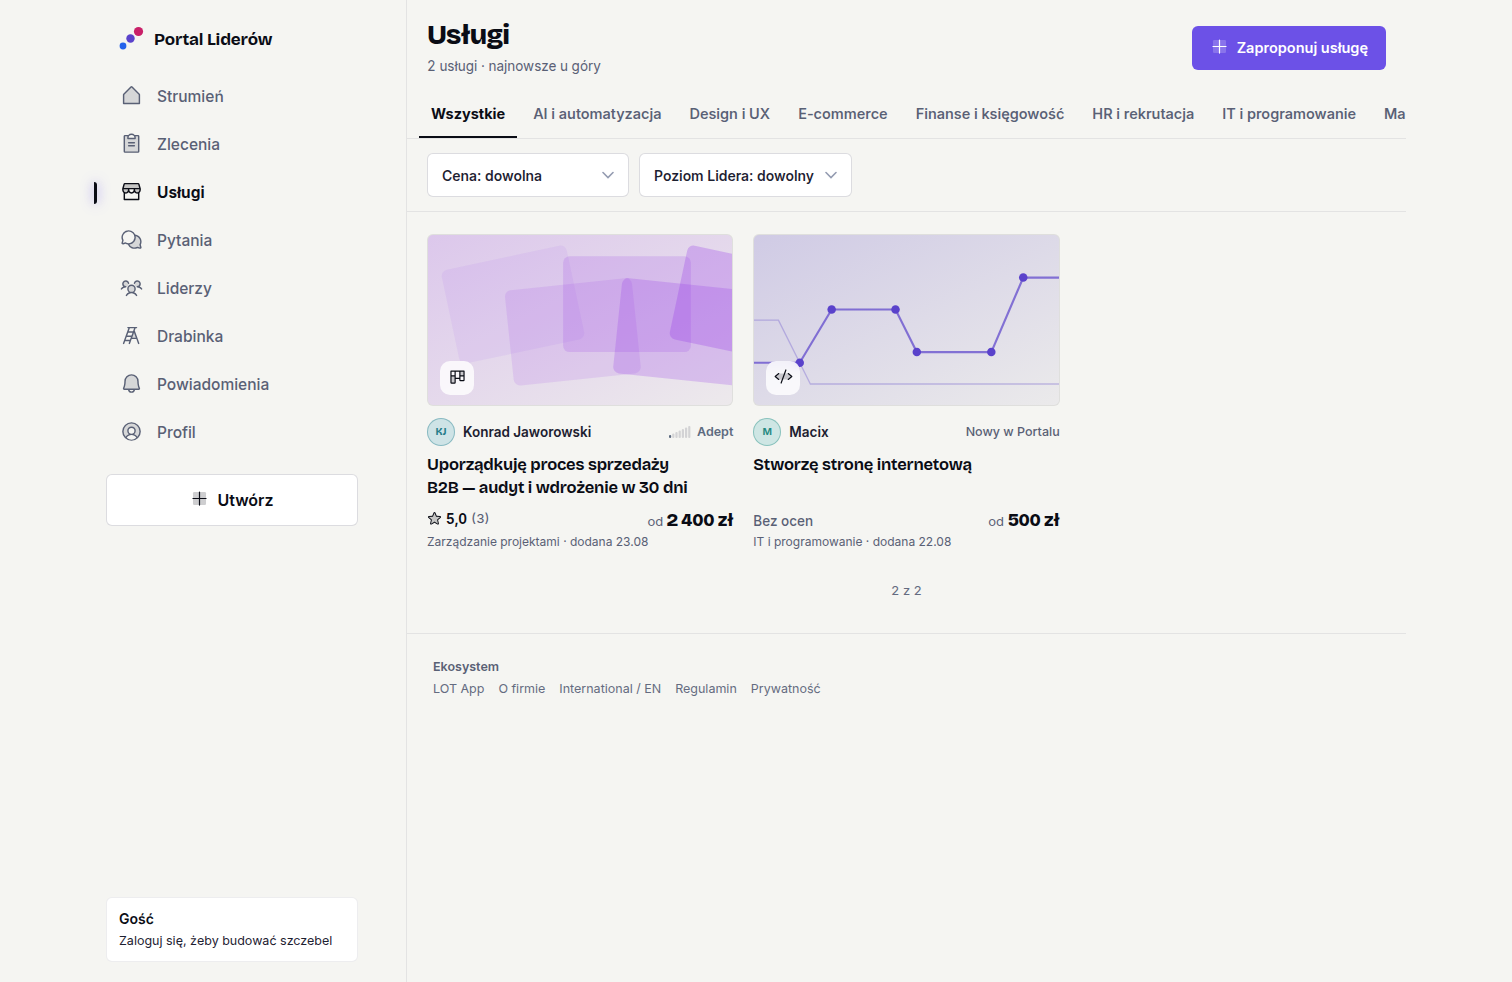 Portal Liderów
Strumień
Zlecenia
Usługi
Pytania
Liderzy
Drabinka
Powiadomienia
Profil
Utwórz
Gość
Zaloguj się, żeby budować szczebel
Usługi
2 usługi · najnowsze u góry
Zaproponuj usługę
Wszystkie AI i automatyzacja Design i UX E-commerce Finanse i księgowość HR i rekrutacja IT i programowanie Ma
Cena: dowolna Poziom Lidera: dowolny
KJ Konrad Jaworowski Adept
Uporządkuję proces sprzedaży
B2B — audyt i wdrożenie w 30 dni
5,0 (3) od 2 400 zł
Zarządzanie projektami · dodana 23.08
M Macix Nowy w Portalu
Stworzę stronę internetową
Bez ocen od 500 zł
IT i programowanie · dodana 22.08
2 z 2
Ekosystem
LOT App O firmie International / EN Regulamin Prywatność